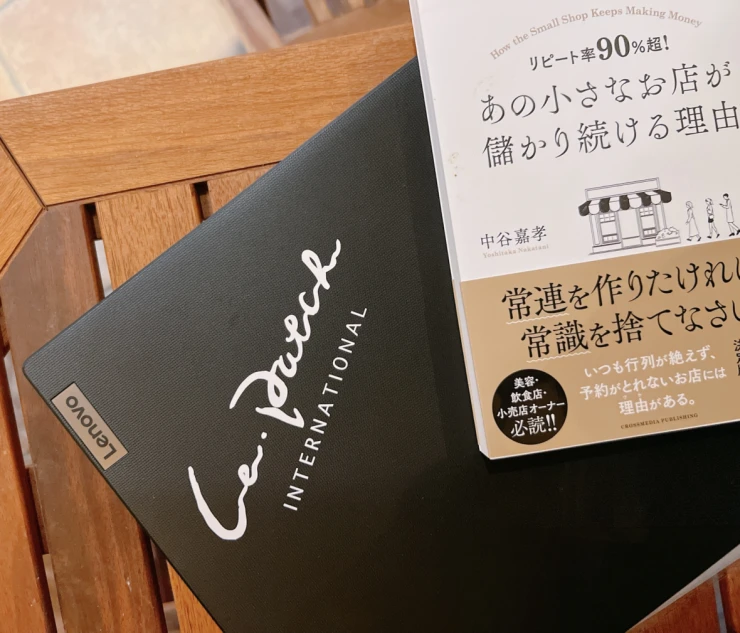 How the Small Shop Keeps Making Money
リピート率90%超!
あの小さなお店が
儲かり続ける理由
中谷嘉孝
Yoshitaka Nakatani
常連を作りたければ
常識を捨てなさい
いつも行列が絶えず、
予約がとれないお店には
理由がある。
美容・
飲食店・
小売店オーナー
必読!!
CROSSMEDIA PUBLISHING
Lenovo
La.Patch
INTERNATIONAL